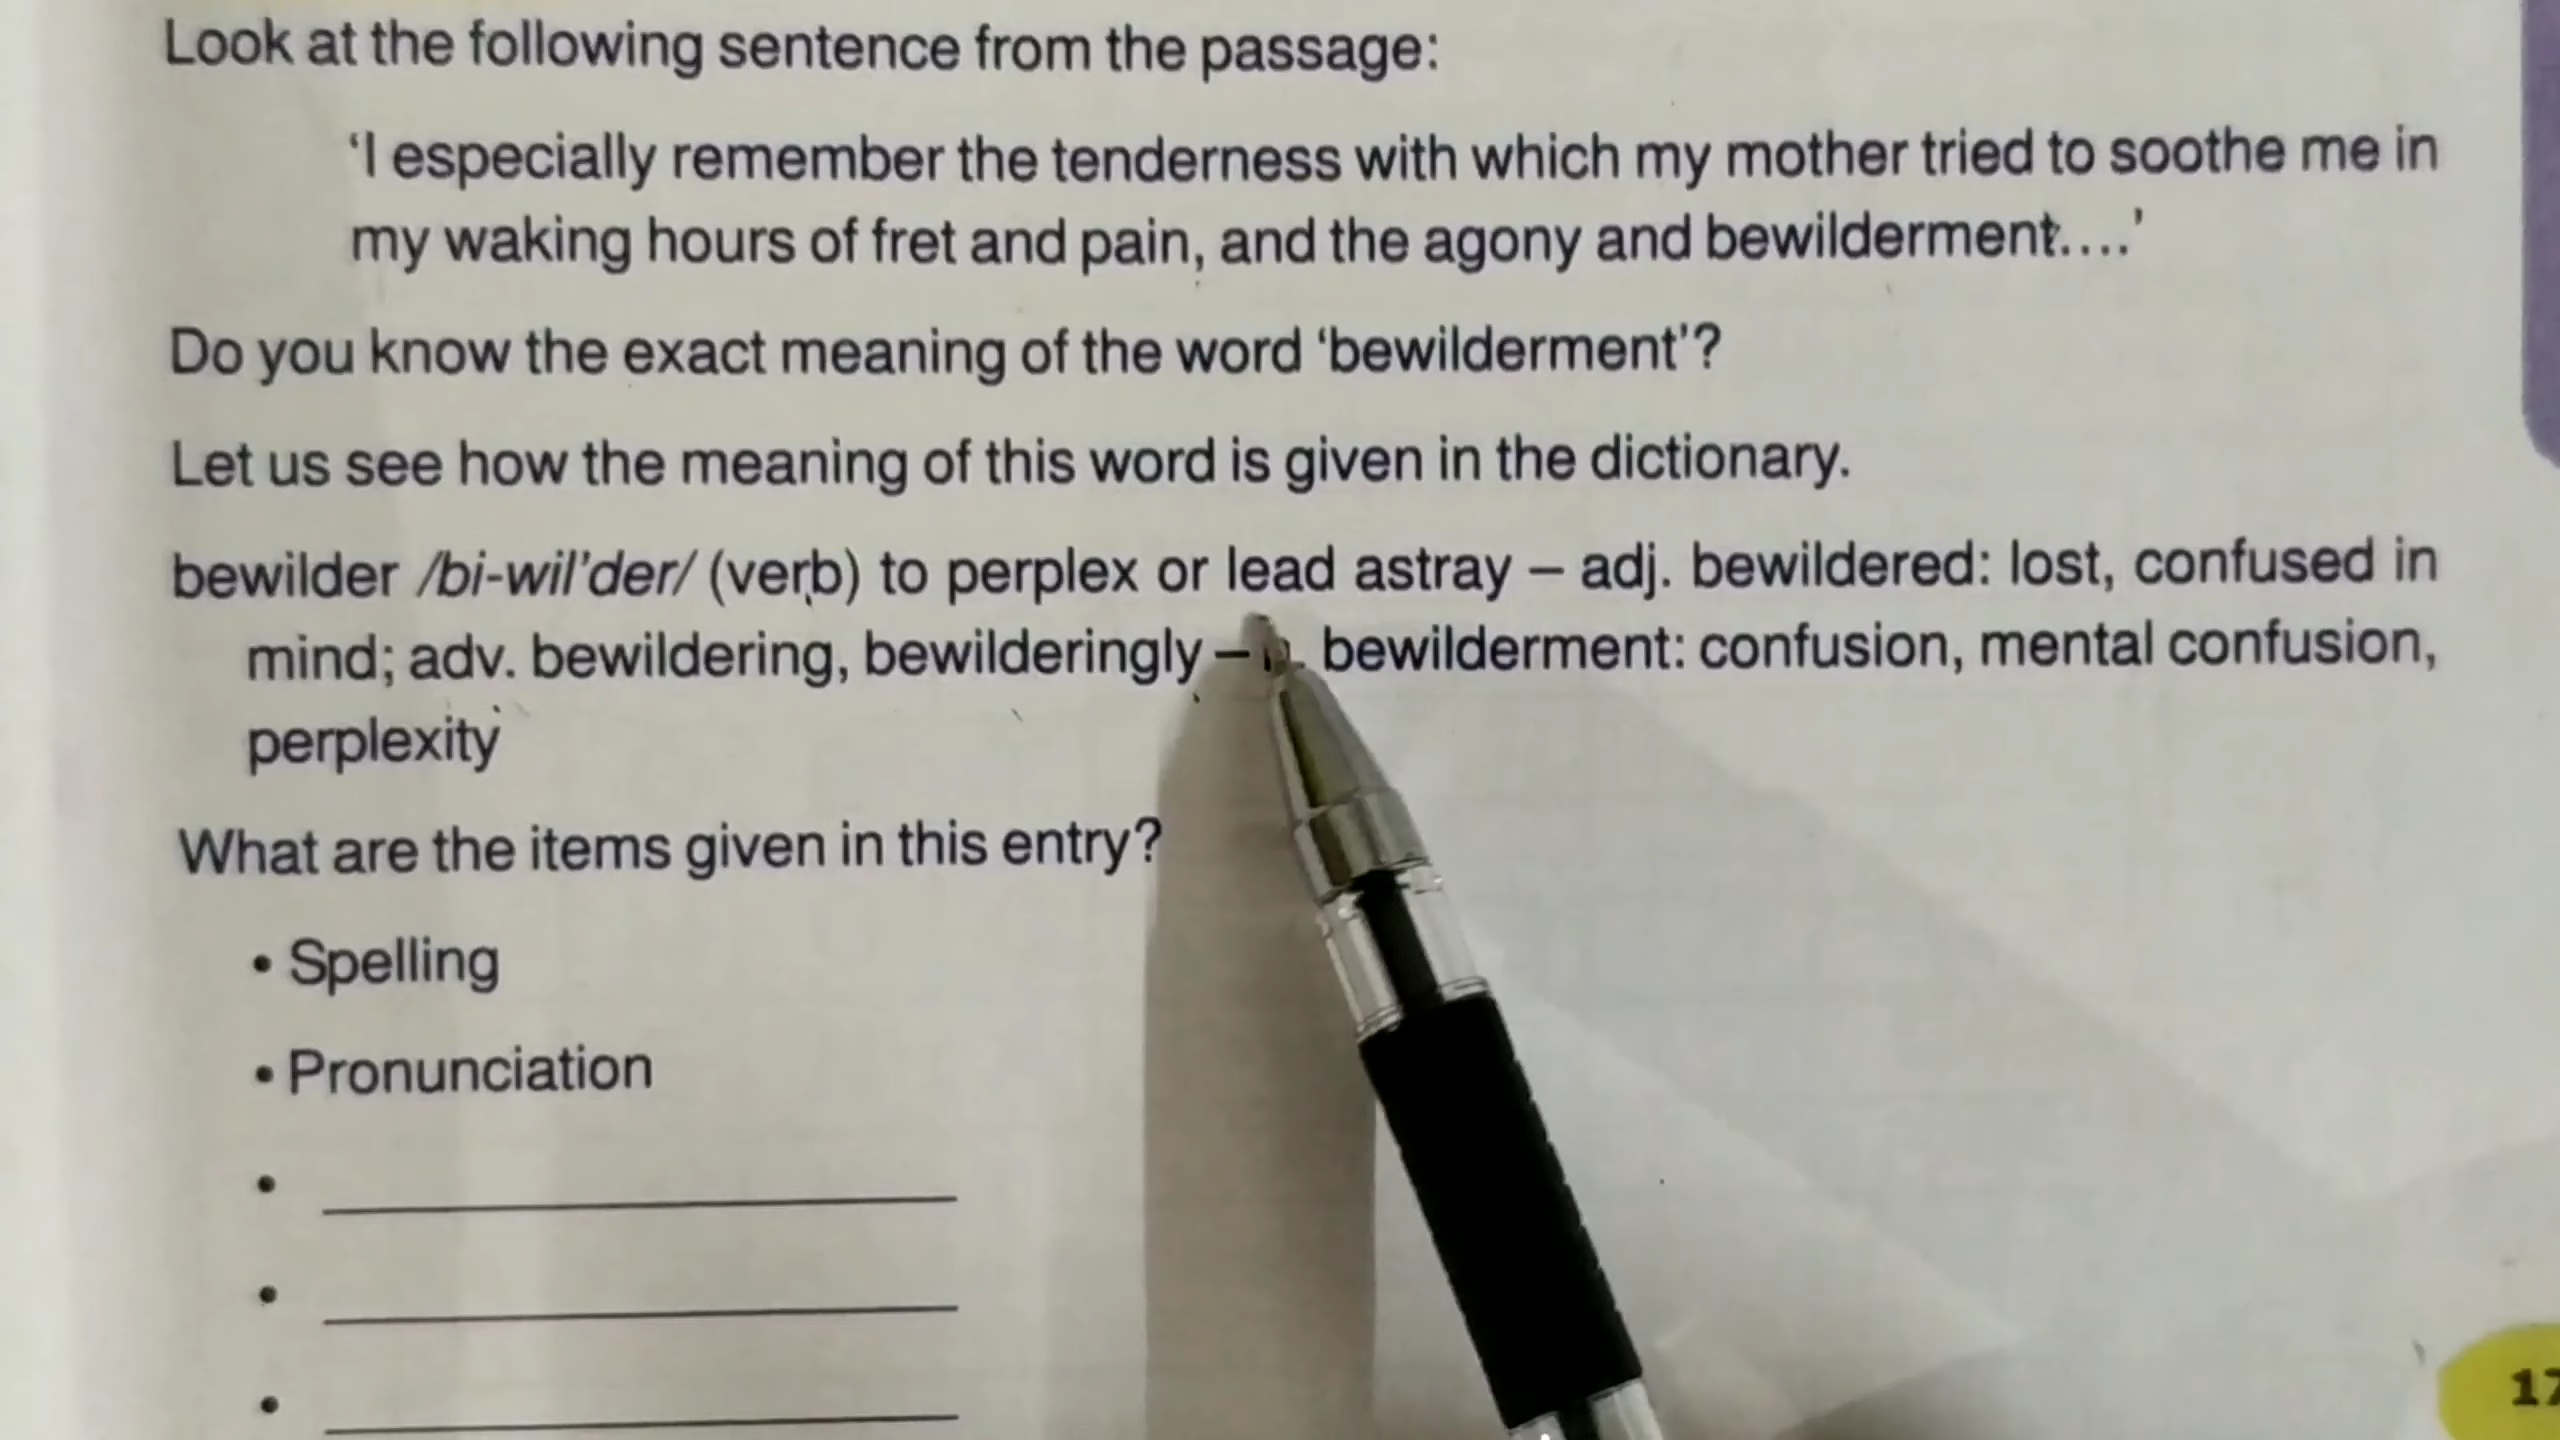 Look at the following sentence from the passage:
‘I especially remember the tenderness with which my mother tried to soothe me in
my waking hours of fret and pain, and the agony and bewilderment....’
Do you know the exact meaning of the word ‘bewilderment’?
Let us see how the meaning of this word is given in the dictionary.
bewilder /bi-wil’der/ (verb) to perplex or lead astray – adj. bewildered: lost, confused in
mind; adv. bewildering, bewilderingly – bewilderment: confusion, mental confusion,
perplexity
What are the items given in this entry?
• Spelling
• Pronunciation
•
•
•
17